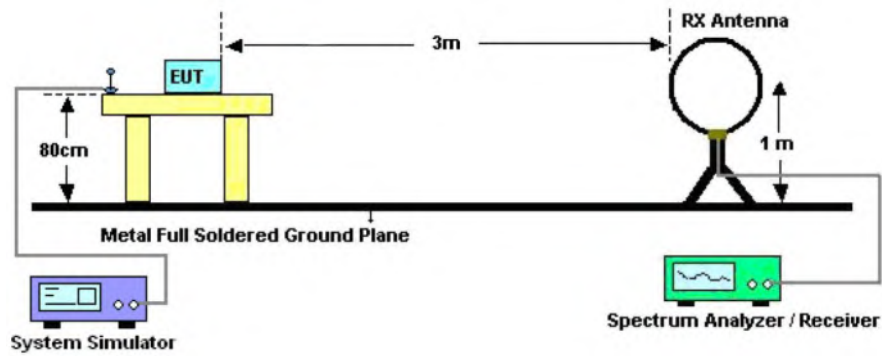 RX Antenna
3m
EUT
80cm
1 m
Metal Full Soldered Ground Plane
System Simulator
Spectrum Analyzer / Receiver